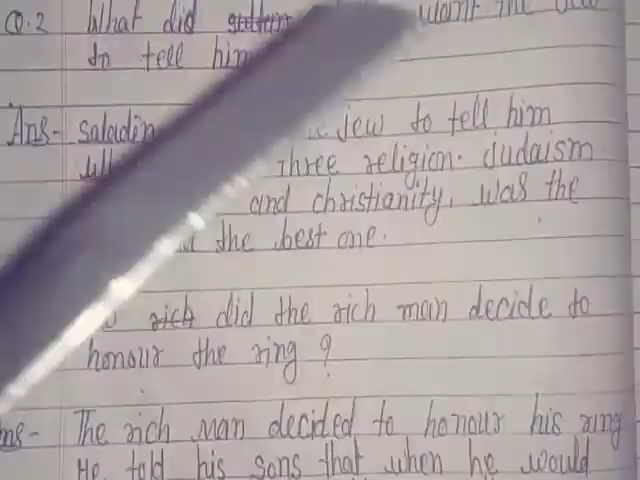 Q.2 What did want the
to tell him
Ans- saladin Jew to tell him
Three religion. Judaism
and christianity, was the
the best one.
rich did the rich man decide to
honour the ring ?
The rich man decided to honour his ring
He told his sons that when he would